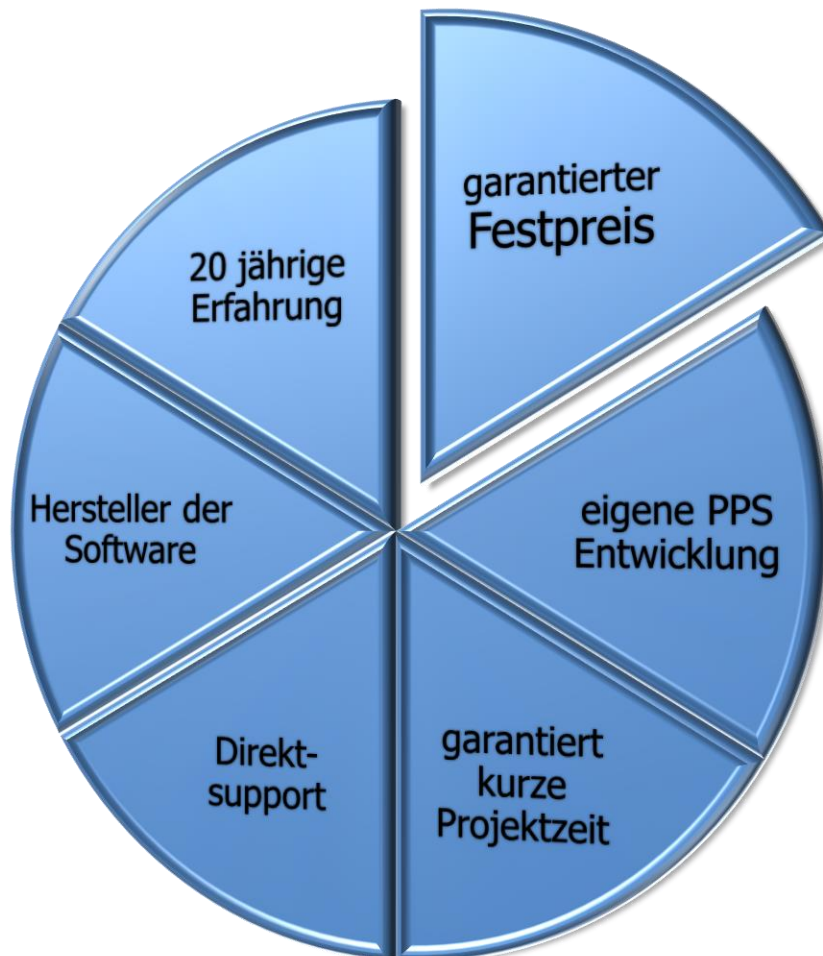 garantierter
Festpreis
eigene PPS
Entwicklung
garantiert
kurze
Projektzeit
Direkt-
support
Hersteller der
Software
20 jährige
Erfahrung